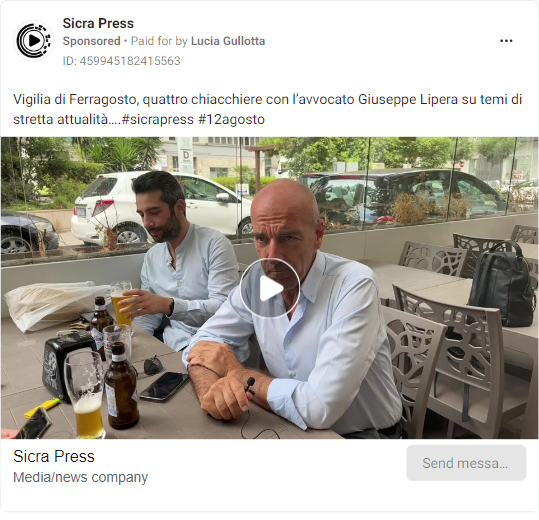 Sicra Press
Sponsored • Paid for by Lucia Gullotta
ID: 459945182415563
Vigilia di Ferragosto, quattro chiacchiere con l’avvocato Giuseppe Lipera su temi di
stretta attualità….#sicrapress #12agosto
Sicra Press
Media/news company
Send messa...